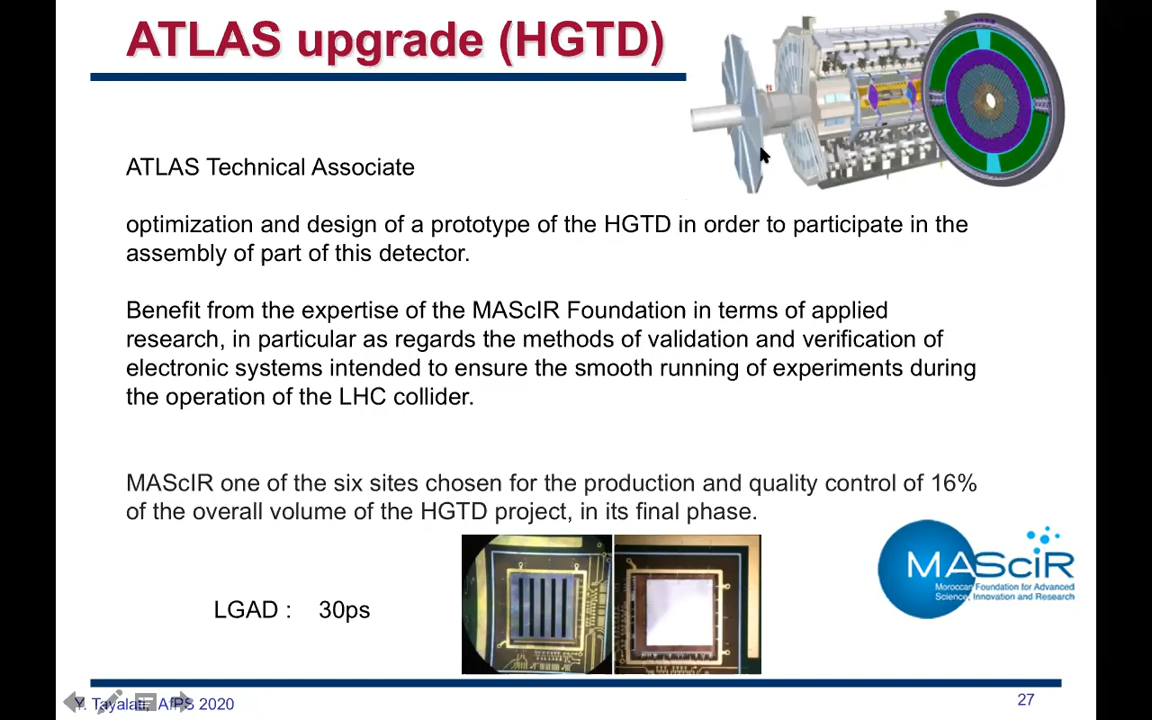 ATLAS upgrade (HGTD)
ATLAS Technical Associate
optimization and design of a prototype of the HGTD in order to participate in the
assembly of part of this detector.
Benefit from the expertise of the MAScIR Foundation in terms of applied
research, in particular as regards the methods of validation and verification of
electronic systems intended to ensure the smooth running of experiments during
the operation of the LHC collider.
MAScIR one of the six sites chosen for the production and quality control of 16%
of the overall volume of the HGTD project, in its final phase.
MAScIR
Moroccan Foundation for Advanced
Science, Innovation and Research
LGAD : 30ps
Y. Tayalati, AfPS 2020
27